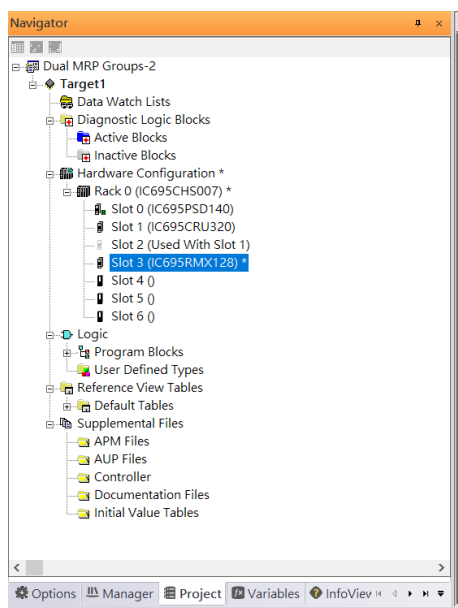 Navigator
Dual MRP Groups-2
Target1
Data Watch Lists
Diagnostic Logic Blocks
Active Blocks
Inactive Blocks
Hardware Configuration *
Rack 0 (IC695CHS007) *
Slot 0 (IC695PSD140)
Slot 1 (IC695CRU320)
Slot 2 (Used With Slot 1)
Slot 3 (IC695RMX128) *
Slot 4 ()
Slot 5 ()
Slot 6 ()
Logic
Program Blocks
User Defined Types
Reference View Tables
Default Tables
Supplemental Files
APM Files
AUP Files
Controller
Documentation Files
Initial Value Tables
Options Manager Project Variables InfoView